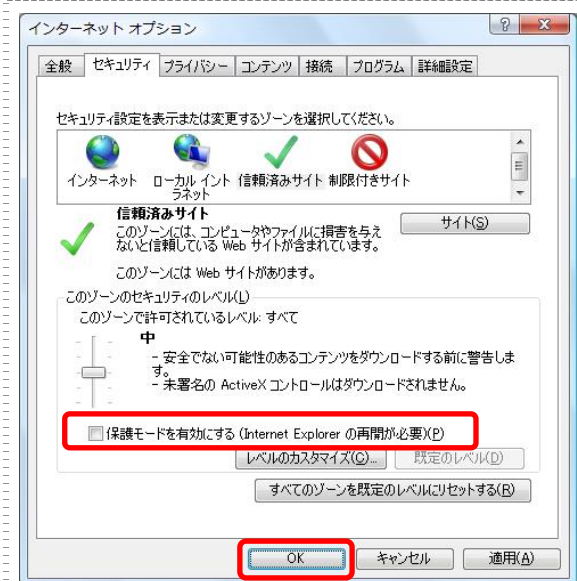 インターネット オプション
全般 セキュリティ プライバシー コンテンツ 接続 プログラム 詳細設定
セキュリティ設定を表示または変更するゾーンを選択してください。
インターネット ローカル イントラネット 信頼済みサイト 制限付きサイト
信頼済みサイト
サイト(S)
このゾーンには、コンピュータやファイルに損害を与え
ないと信頼している Web サイトが含まれています。
このゾーンには Web サイトがあります。
このゾーンのセキュリティのレベル(L)
このゾーンで許可されているレベル: すべて
中
- 安全でない可能性のあるコンテンツをダウンロードする前に警告しま
す。
- 未署名の ActiveX コントロールはダウンロードされません。
保護モードを有効にする (Internet Explorer の再開が必要)(P)
レベルのカスタマイズ(C)... 既定のレベル(D)
すべてのゾーンを既定のレベルにリセットする(R)
OK キャンセル 適用(A)